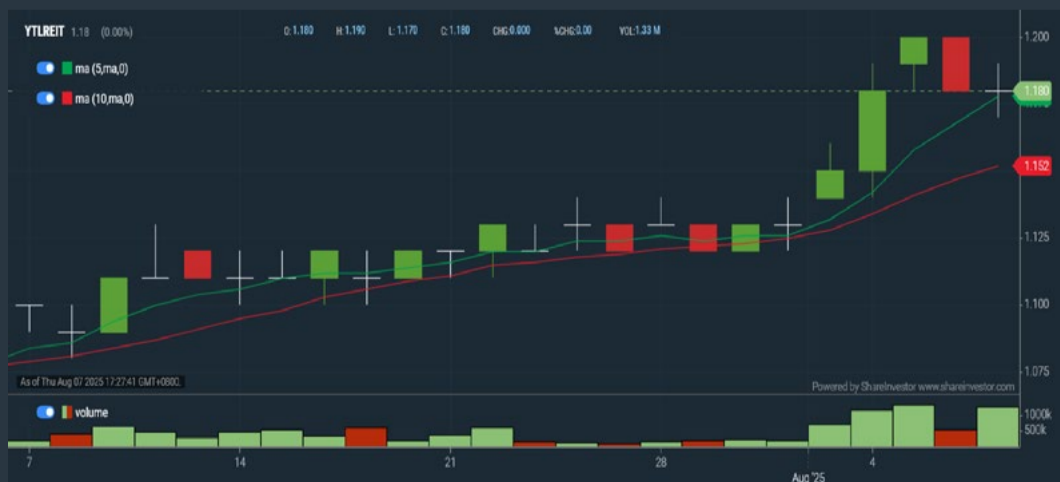 YTLREIT 1.18 (0.00%) O: 1.180 H: 1.190 L: 1.170 C: 1.180 CHG:0.000 %CHG:0.00 VOL:1.33 M
ma (5,ma,0)
ma (10,ma,0)
1.200
1.180
1.152
1.125
1.100
1.075
As of Thu Aug 07 2025 17:27:41 GMT+0800.
Powered by ShareInvestor www.shareinvestor.com
volume
1000k
500k
7 14 21 28 4
Aug '25